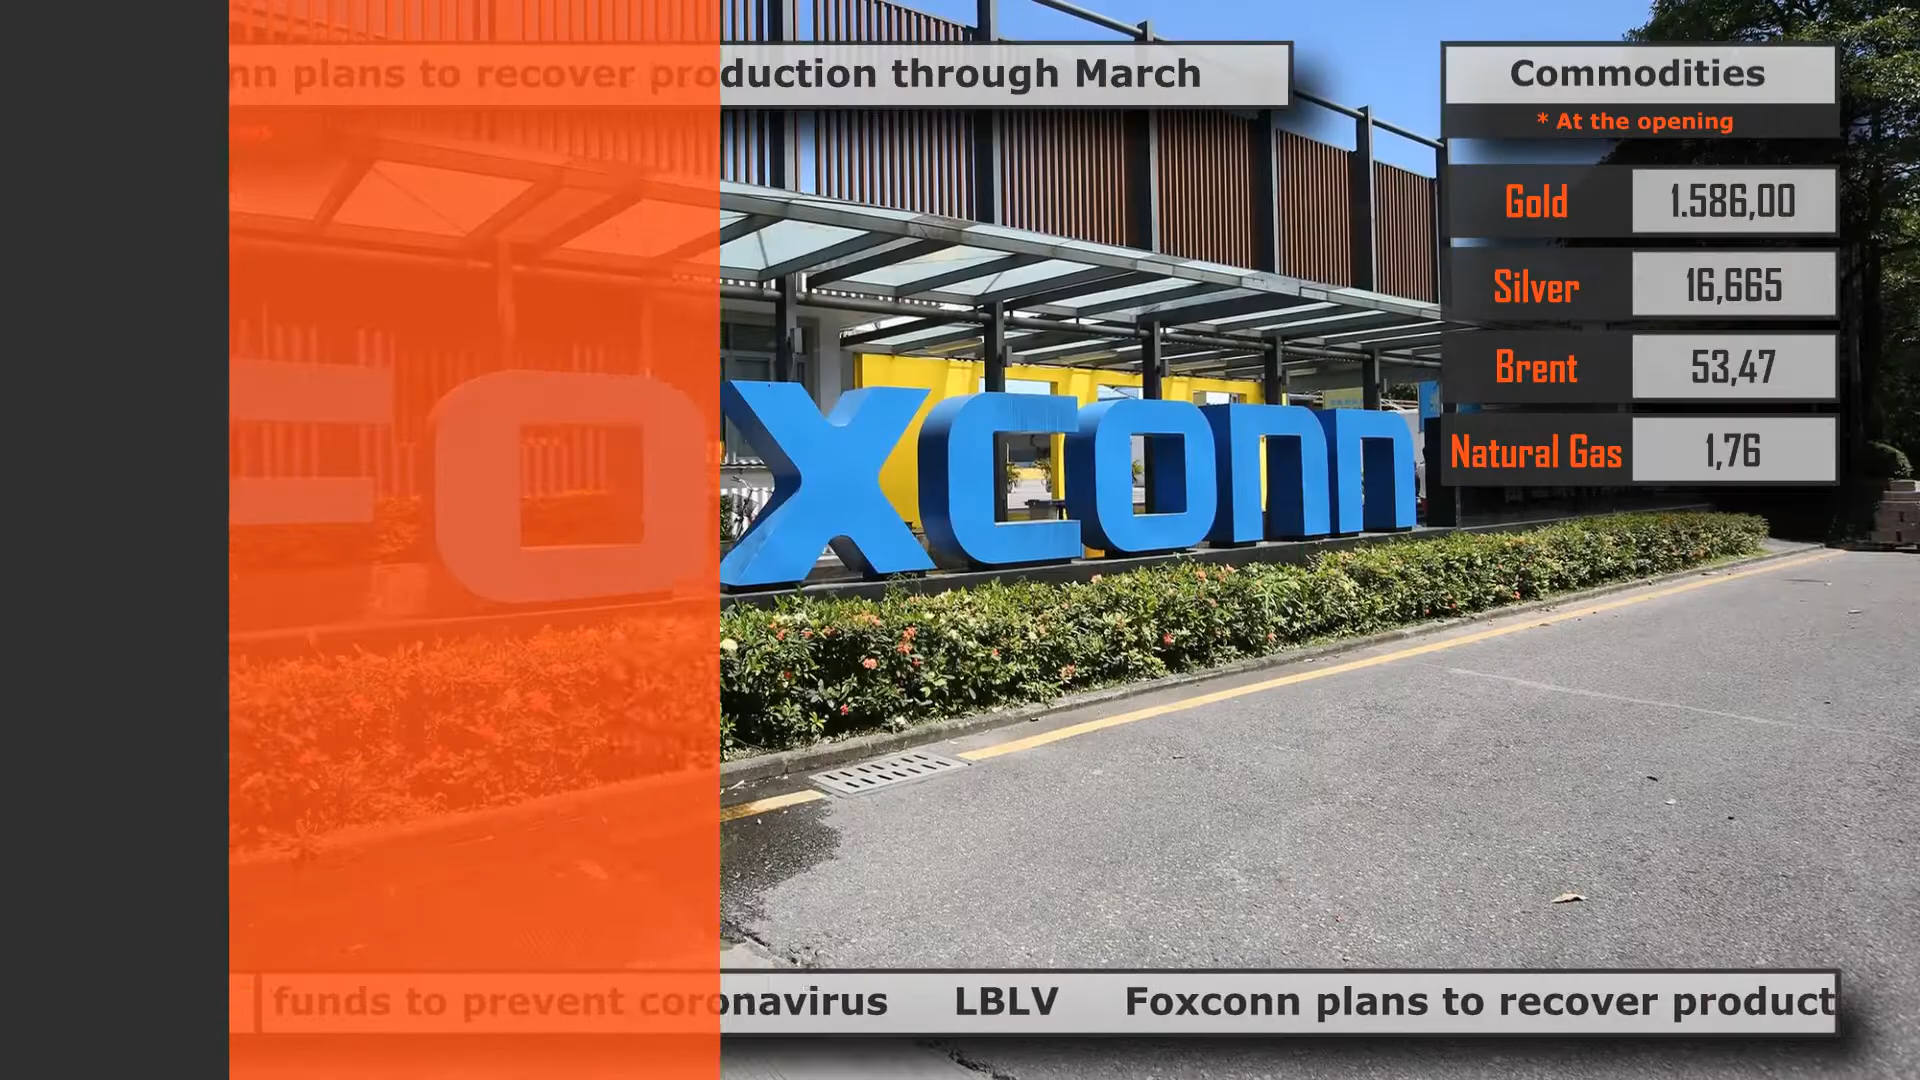 nn plans to recover production through March
Commodities
* At the opening
Gold 1.586,00
Silver 16,665
Brent 53,47
Natural Gas 1,76
FOXCONN
funds to prevent coronavirus LBLV Foxconn plans to recover product